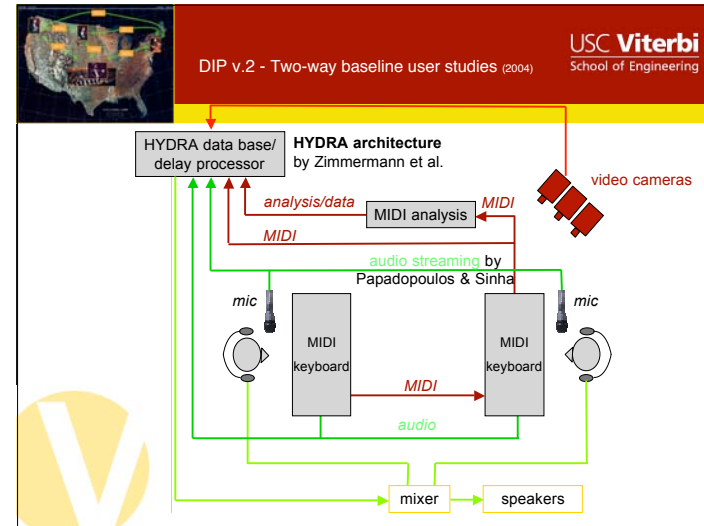 DIP v.2 - Two-way baseline user studies (2004)
USC Viterbi
School of Engineering
HYDRA data base/
delay processor
HYDRA architecture
by Zimmermann et al.
video cameras
analysis/data
MIDI analysis
MIDI
MIDI
audio streaming by
Papadopoulos & Sinha
mic
mic
MIDI
keyboard
MIDI
keyboard
MIDI
audio
mixer
speakers